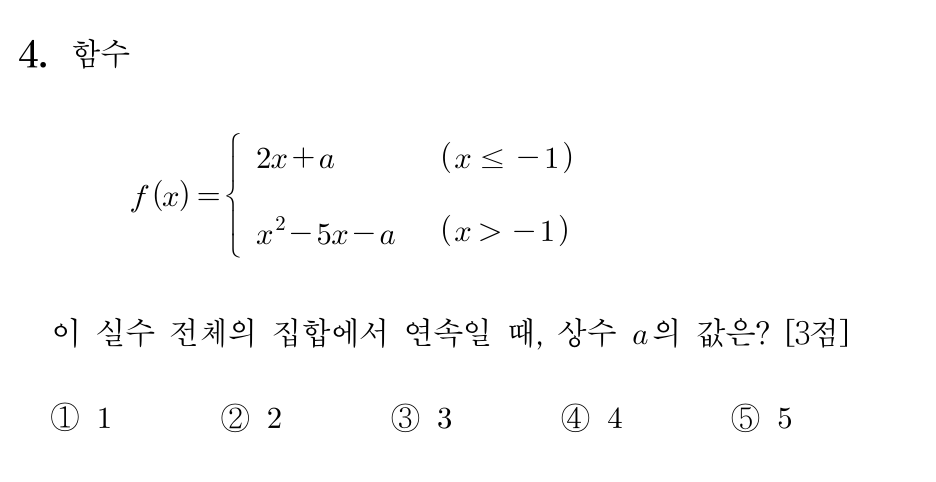 4. 함수
f(x) = { 2x+a (x ≤ −1)
x²−5x−a (x > −1)
이 실수 전체의 집합에서 연속일 때, 상수 a의 값은? [3점]
① 1 ② 2 ③ 3 ④ 4 ⑤ 5